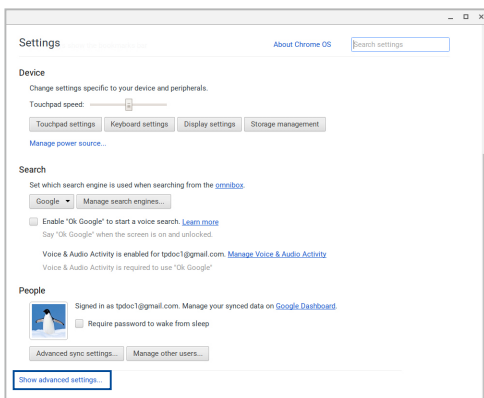 Settings
About Chrome OS
Search settings
Device
Change settings specific to your device and peripherals.
Touchpad speed:
Touchpad settings
Keyboard settings
Display settings
Storage management
Manage power source...
Search
Set which search engine is used when searching from the omnibox.
Google
Manage search engines...
Enable "Ok Google" to start a voice search. Learn more
Say "Ok Google" when the screen is on and unlocked.
Voice & Audio Activity is enabled for tpdoc1@gmail.com. Manage Voice & Audio Activity
Voice & Audio Activity is required to use "Ok Google"
People
Signed in as tpdoc1@gmail.com. Manage your synced data on Google Dashboard.
Require password to wake from sleep
Advanced sync settings...
Manage other users...
Show advanced settings...